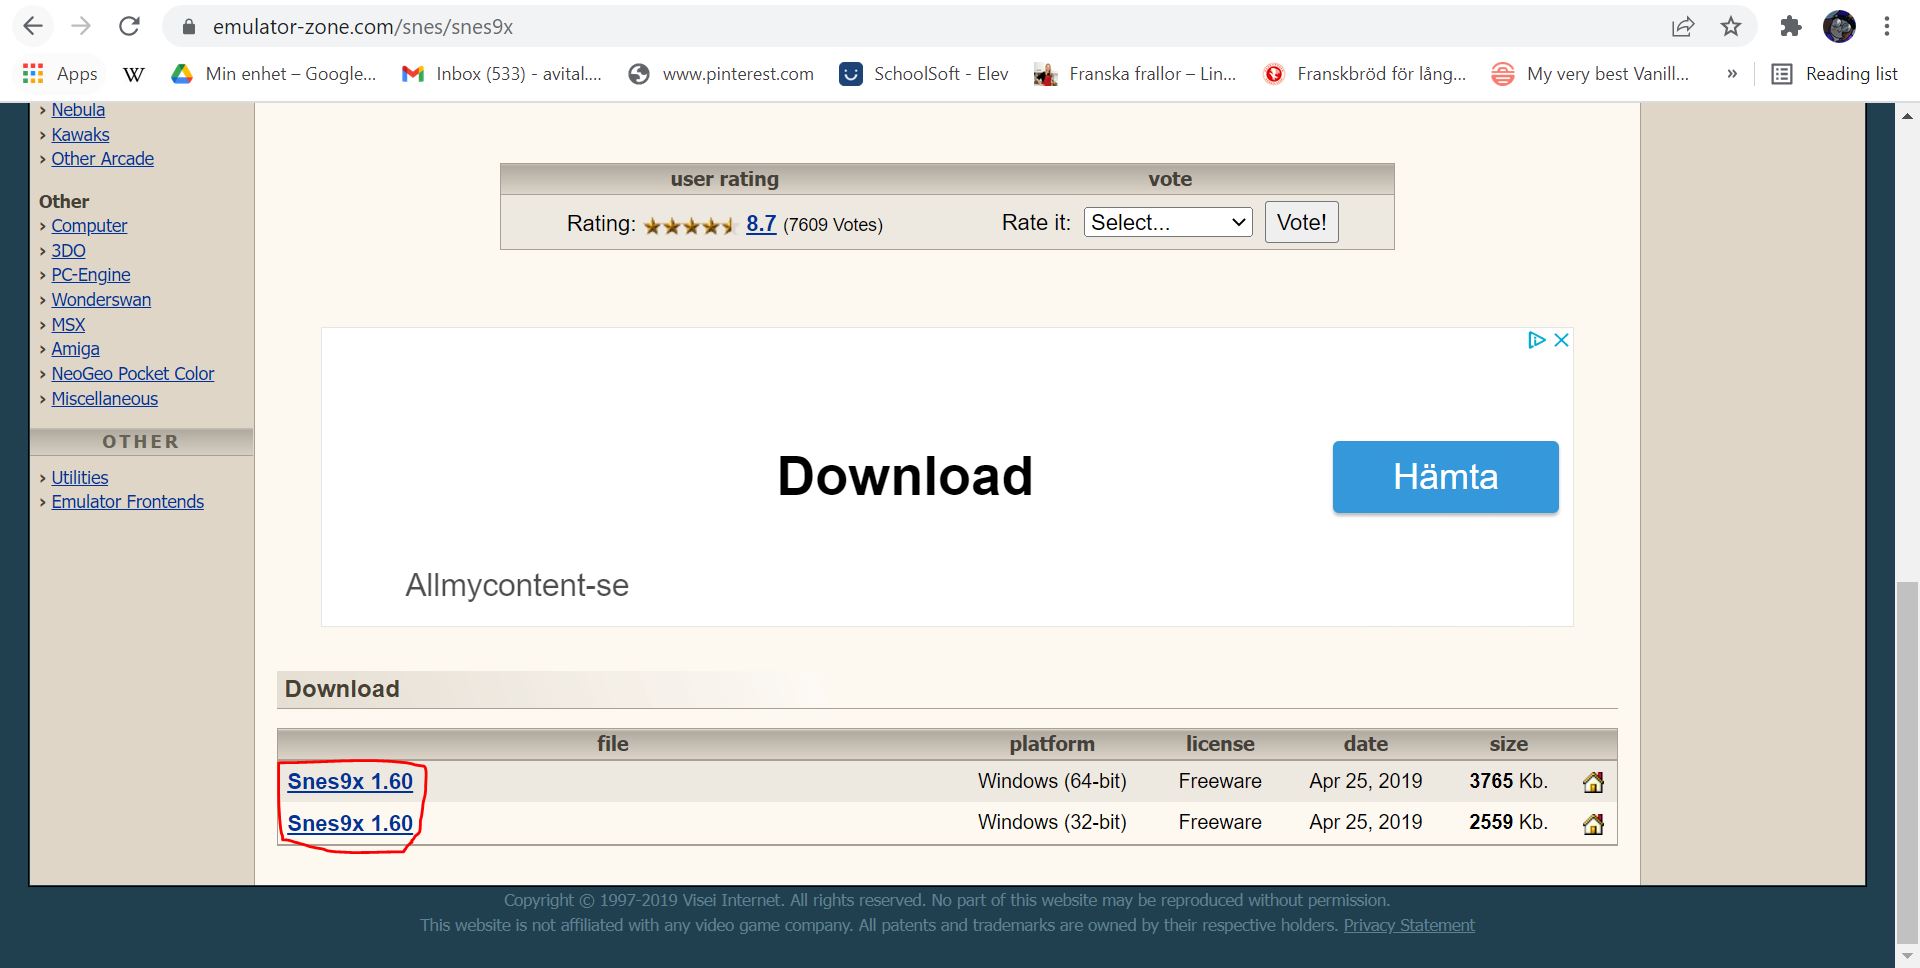 emulator-zone.com/snes/snes9x
Apps
W
Min enhet – Google...
Inbox (533) - avital....
www.pinterest.com
SchoolSoft - Elev
Franska frallor – Lin...
Franskbröd för lång...
My very best Vanill...
»
Reading list
› Nebula
› Kawaks
› Other Arcade
Other
› Computer
› 3DO
› PC-Engine
› Wonderswan
› MSX
› Amiga
› NeoGeo Pocket Color
› Miscellaneous
OTHER
› Utilities
› Emulator Frontends
user rating vote
Rating: 8.7 (7609 Votes) Rate it: Select... Vote!
Download
Hämta
Allmycontent-se
Download
file platform license date size
Snes9x 1.60 Windows (64-bit) Freeware Apr 25, 2019 3765 Kb.
Snes9x 1.60 Windows (32-bit) Freeware Apr 25, 2019 2559 Kb.
Copyright © 1997-2019 Visei Internet. All rights reserved. No part of this website may be reproduced without permission.
This website is not affiliated with any video game company. All patents and trademarks are owned by their respective holders. Privacy Statement